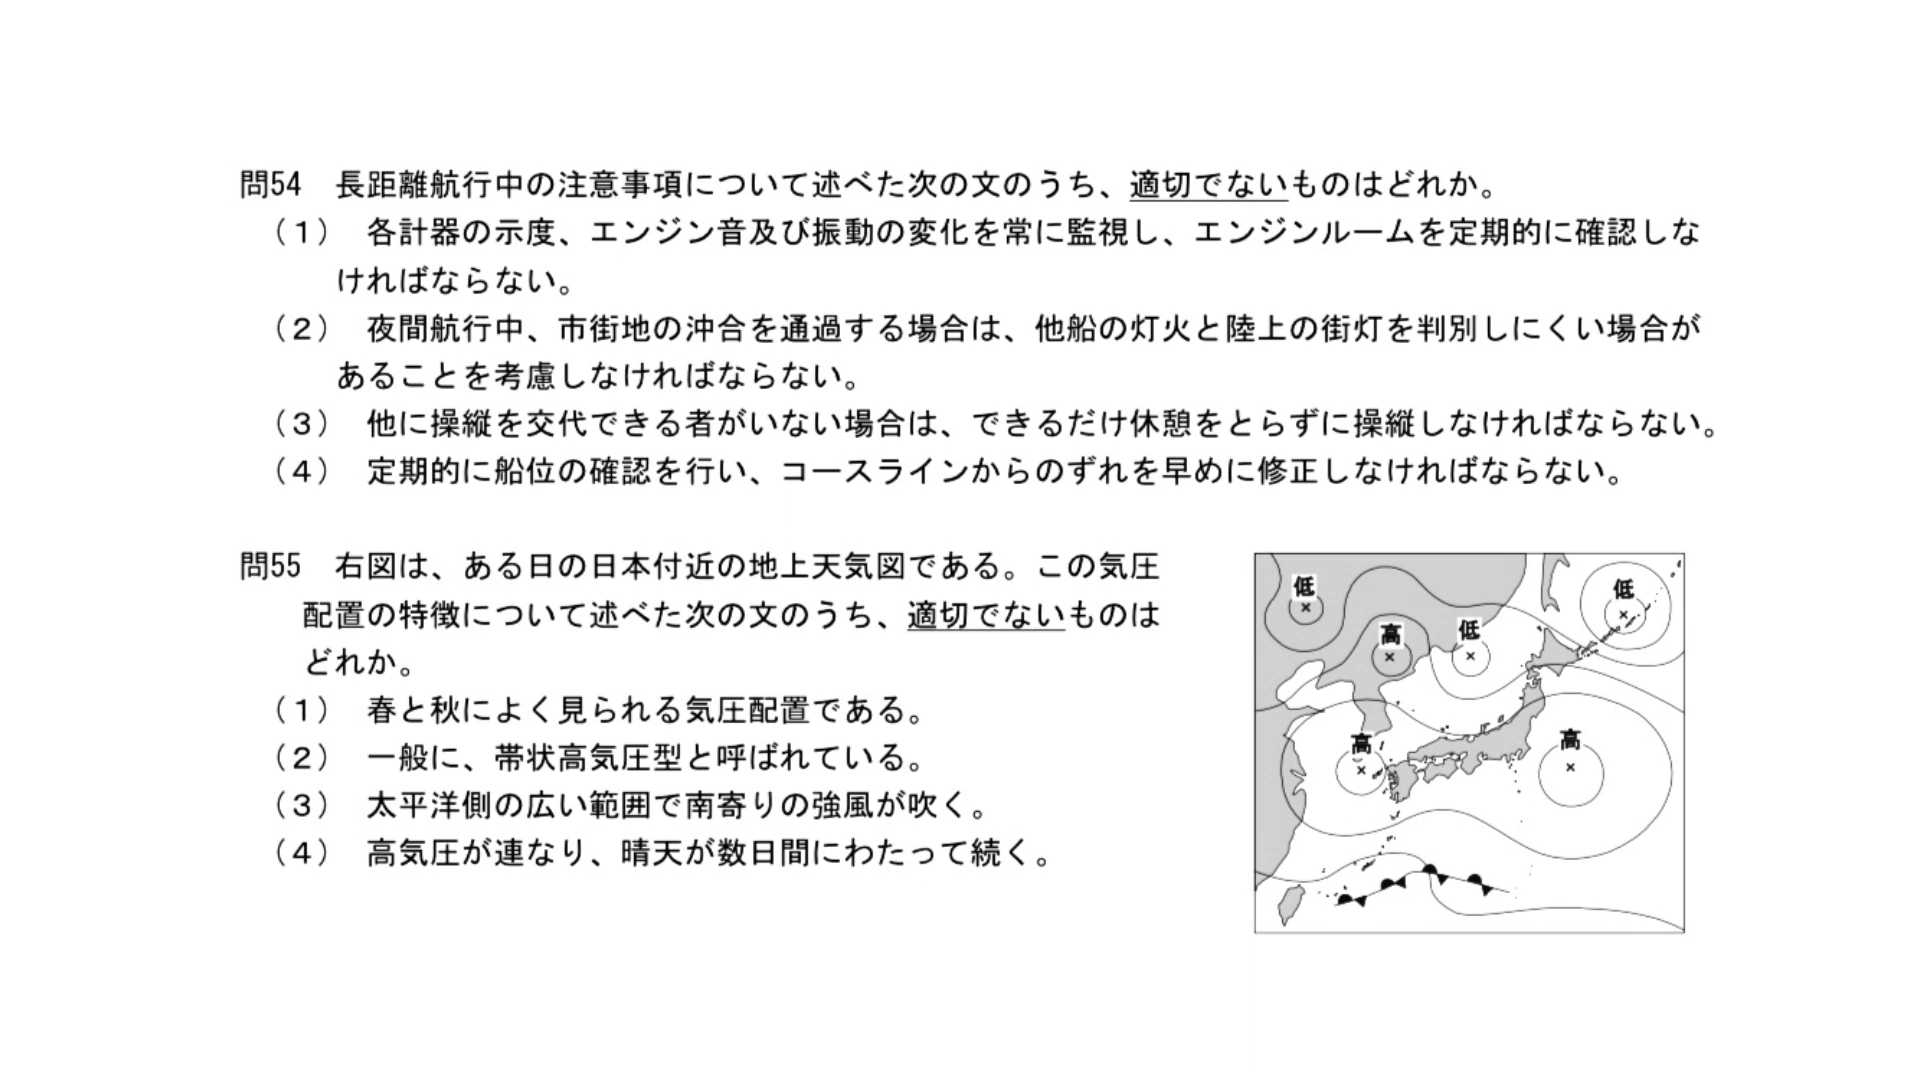 問54　長距離航行中の注意事項について述べた次の文のうち、適切でないものはどれか。
（１）　各計器の示度、エンジン音及び振動の変化を常に監視し、エンジンルームを定期的に確認しな
ければならない。
（２）　夜間航行中、市街地の沖合を通過する場合は、他船の灯火と陸上の街灯を判別しにくい場合が
あることを考慮しなければならない。
（３）　他に操縦を交代できる者がいない場合は、できるだけ休憩をとらずに操縦しなければならない。
（４）　定期的に船位の確認を行い、コースラインからのずれを早めに修正しなければならない。
問55　右図は、ある日の日本付近の地上天気図である。この気圧
配置の特徴について述べた次の文のうち、適切でないものは
どれか。
（１）　春と秋によく見られる気圧配置である。
（２）　一般に、帯状高気圧型と呼ばれている。
（３）　太平洋側の広い範囲で南寄りの強風が吹く。
（４）　高気圧が連なり、晴天が数日間にわたって続く。
低
低
高
低
高
高